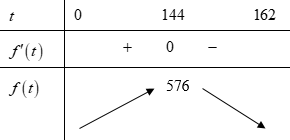 t 0 144 162
f′(t) + 0 −
f(t) 576